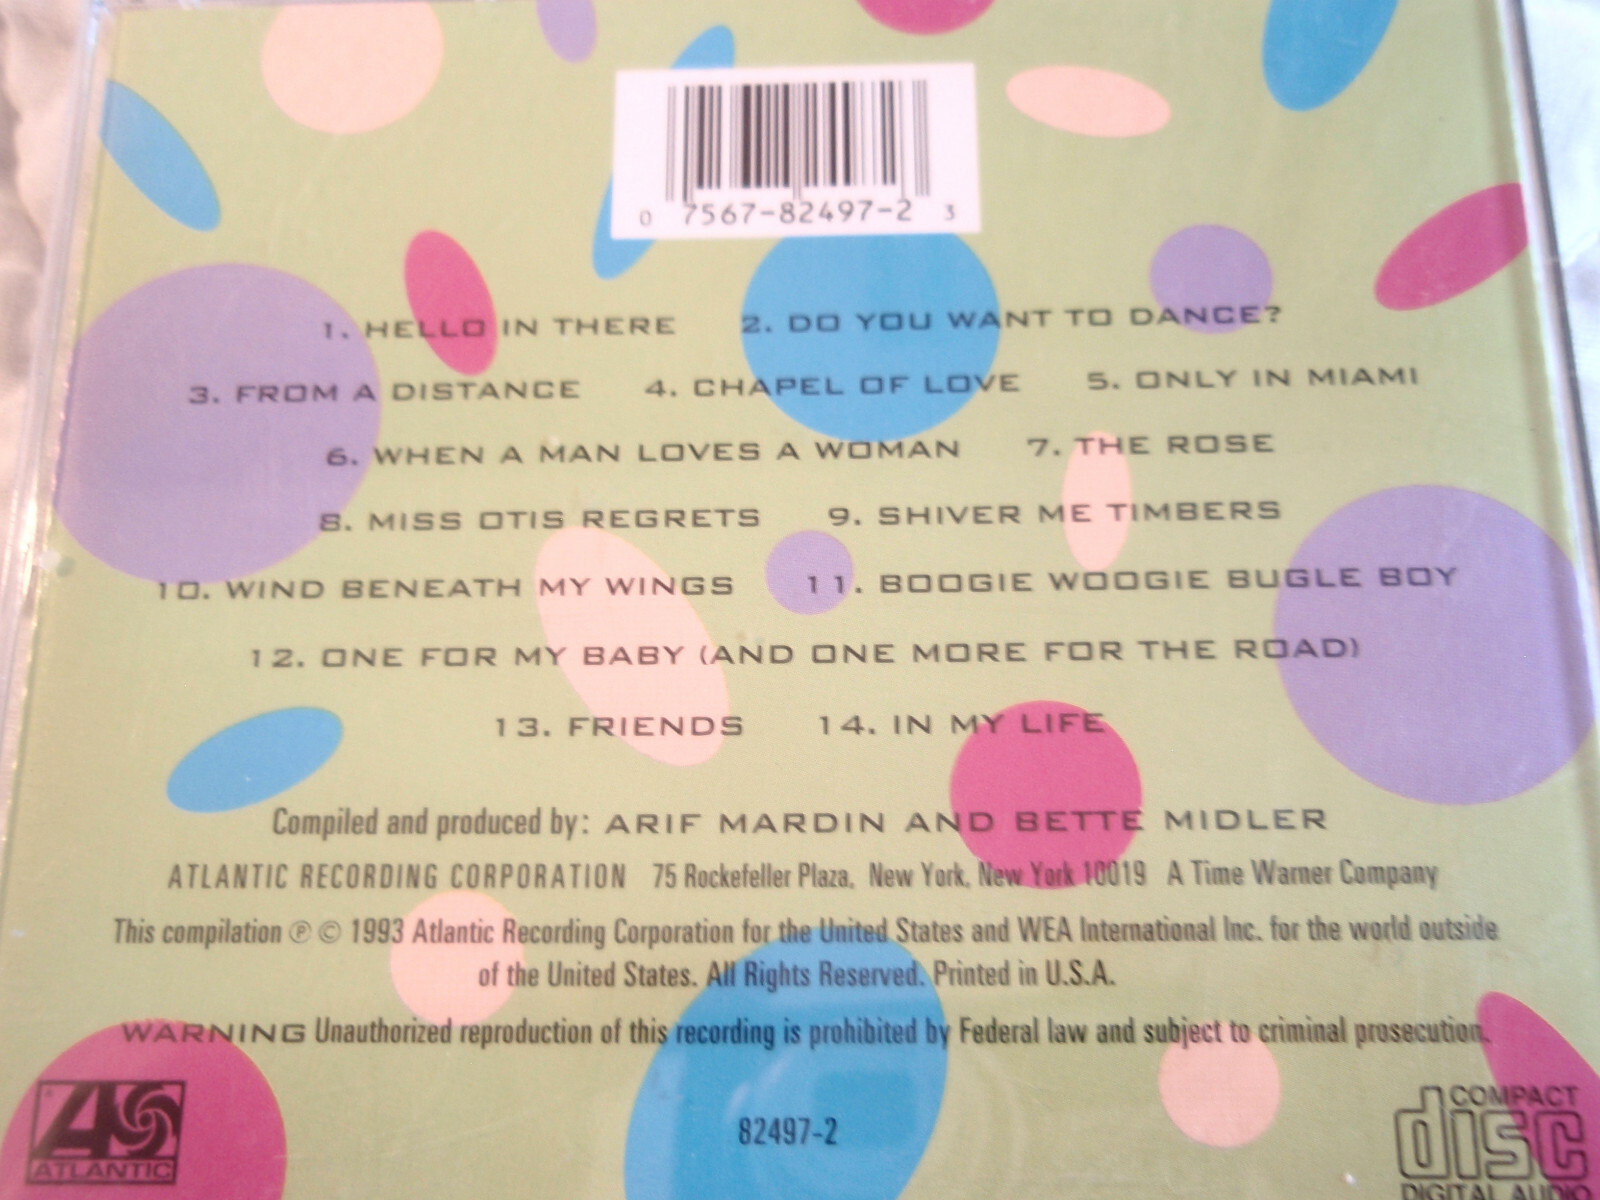 0 7567-82497-2 3
1. HELLO IN THERE 2. DO YOU WANT TO DANCE?
3. FROM A DISTANCE 4. CHAPEL OF LOVE 5. ONLY IN MIAMI
6. WHEN A MAN LOVES A WOMAN 7. THE ROSE
8. MISS OTIS REGRETS 9. SHIVER ME TIMBERS
10. WIND BENEATH MY WINGS 11. BOOGIE WOOGIE BUGLE BOY
12. ONE FOR MY BABY (AND ONE MORE FOR THE ROAD)
13. FRIENDS 14. IN MY LIFE
Compiled and produced by: ARIF MARDIN AND BETTE MIDLER
ATLANTIC RECORDING CORPORATION 75 Rockefeller Plaza, New York, New York 10019 A Time Warner Company
This compilation ℗ © 1993 Atlantic Recording Corporation for the United States and WEA International Inc. for the world outside
of the United States. All Rights Reserved. Printed in U.S.A.
WARNING Unauthorized reproduction of this recording is prohibited by Federal law and subject to criminal prosecution.
ATLANTIC
82497-2
COMPACT
disc
DIGITAL AUDIO